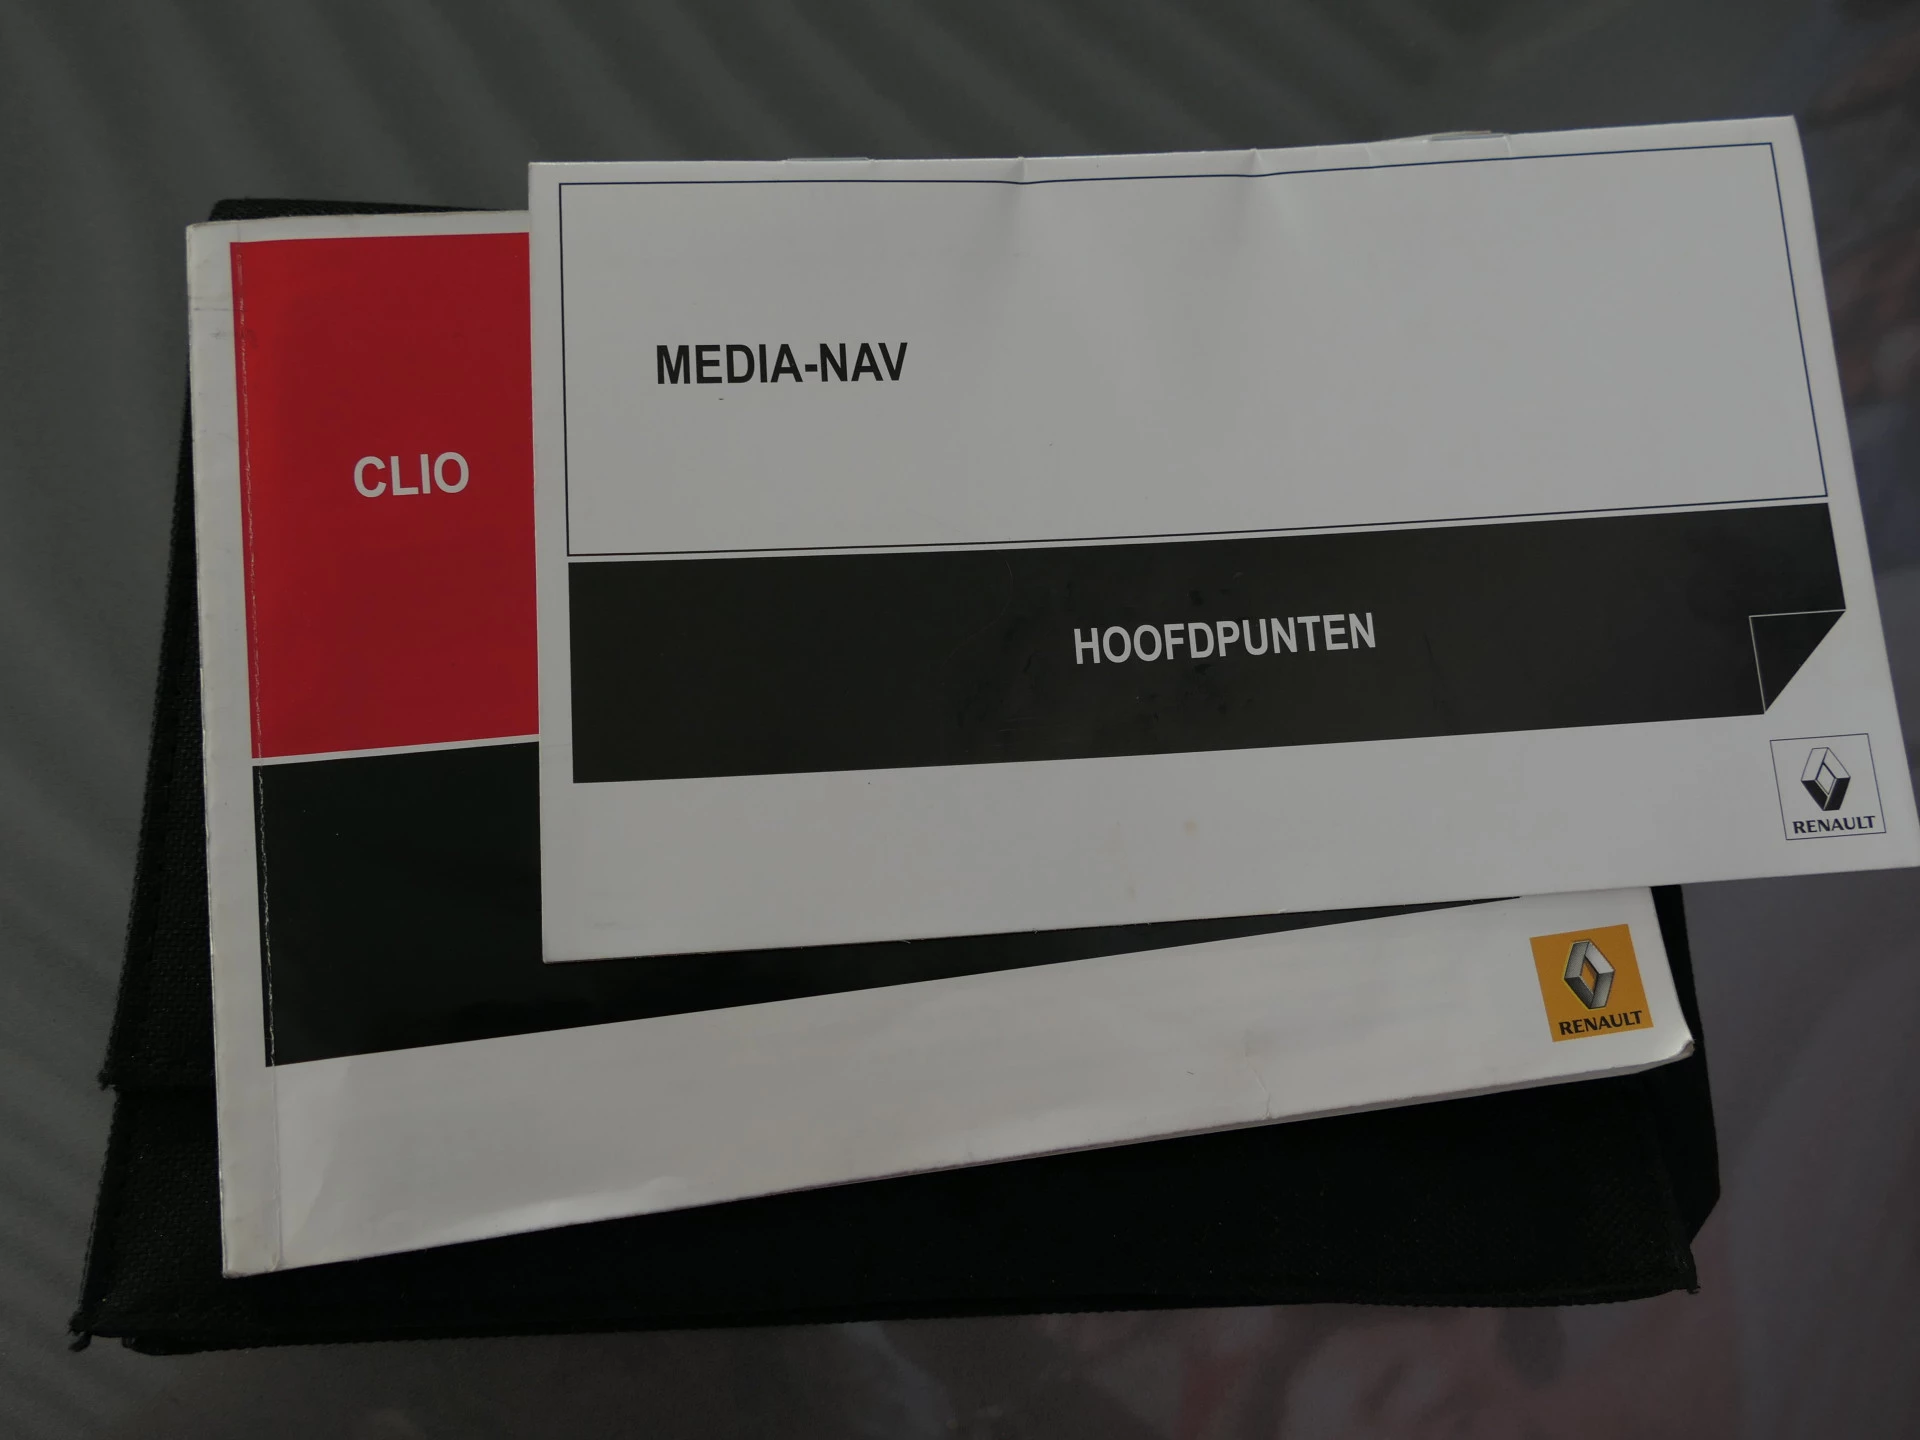 MEDIA-NAV
CLIO
HOOFDPUNTEN
RENAULT
RENAULT